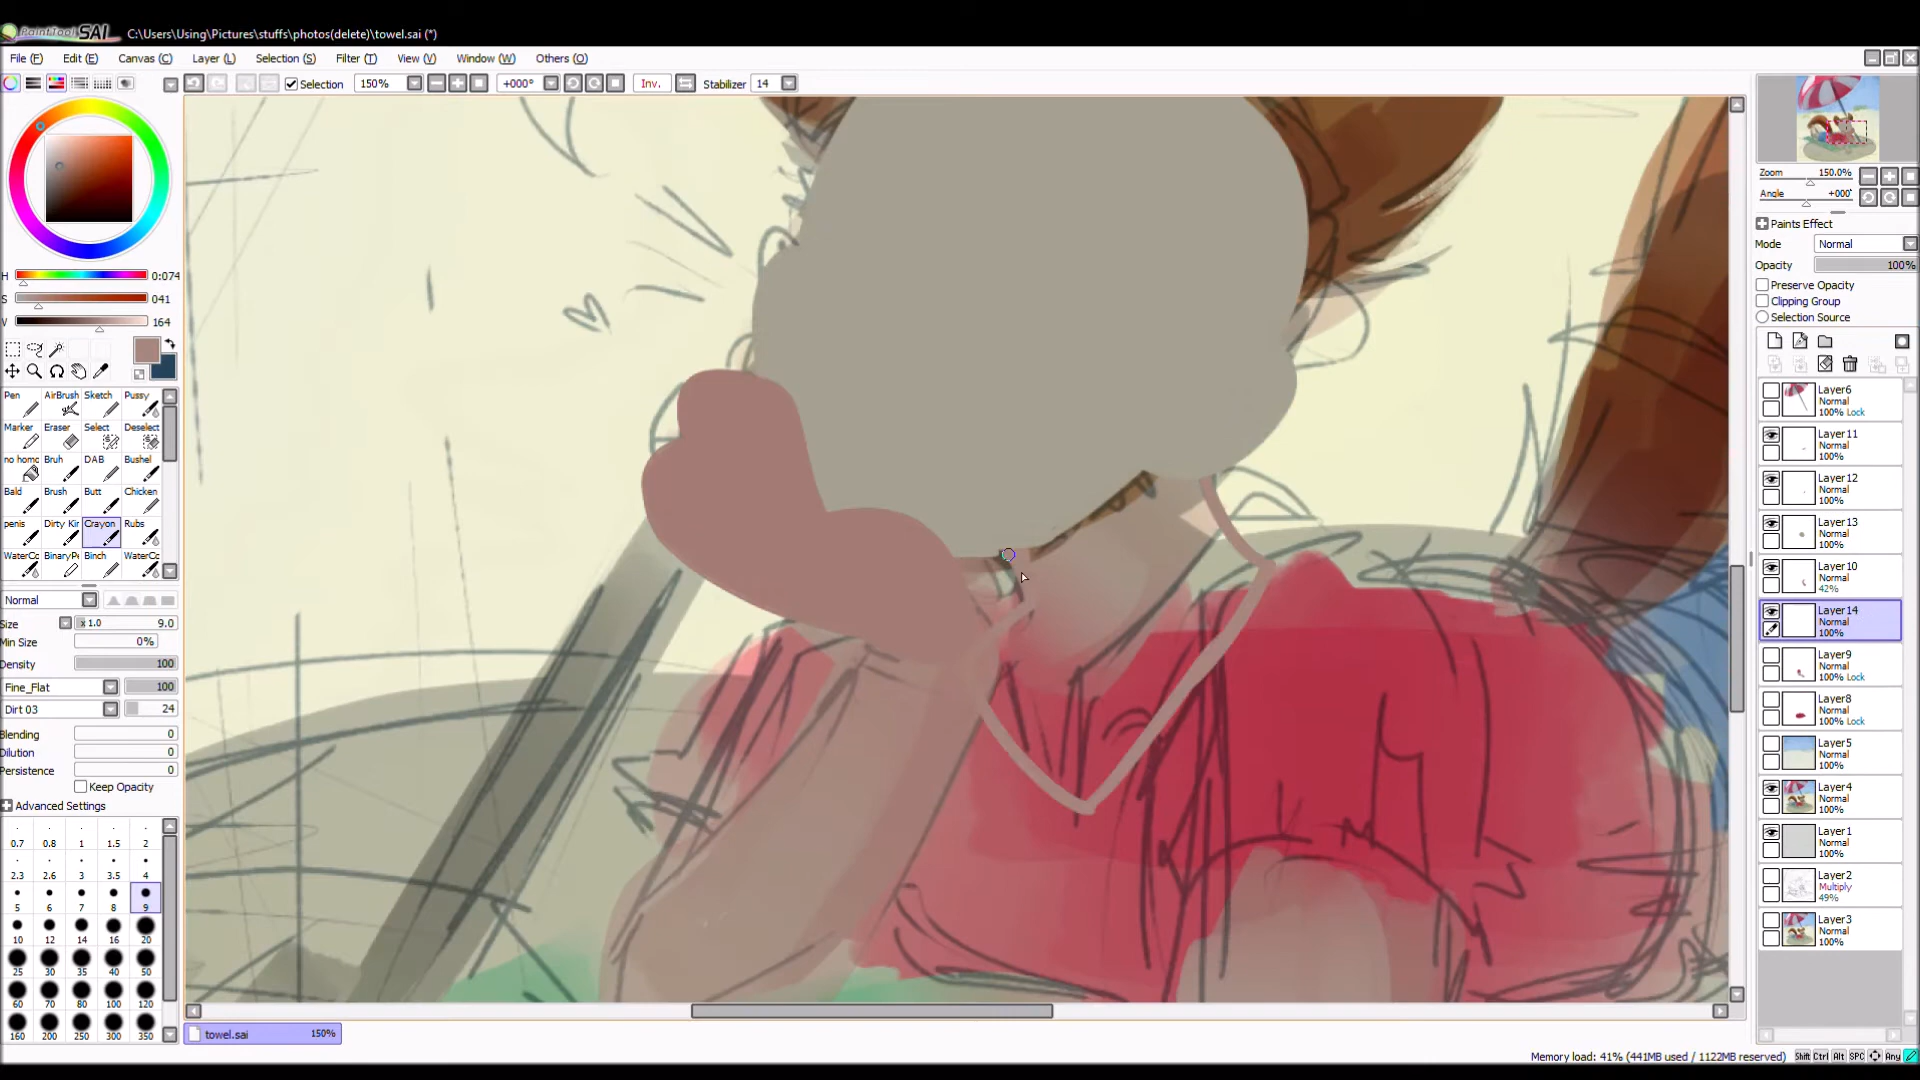 PaintTool SAI C:\Users\Using\Pictures\stuffs\photos(delete)\towel.sai (*)
File (F) Edit (E) Canvas (C) Layer (L) Selection (S) Filter (T) View (V) Window (W) Others (O)
Selection 150% +000° Inv. Stabilizer 14
H 0:074
S 041
V 164
Pen AirBrush Sketch Pussy
Marker Eraser Select Deselect
no homo Bruh DAB Bushel
Bald Brush Butt Chicken
penis Dirty Kir Crayon Rubs
WaterCo BinaryPe Binch WaterCo
Normal
Size x 1.0 9.0
Min Size 0%
Density 100
Fine_Flat 100
Dirt 03 24
Blending 0
Dilution 0
Persistence 0
Keep Opacity
Advanced Settings
0.7 0.8 1 1.5 2
2.3 2.6 3 3.5 4
5 6 7 8 9
10 12 14 16 20
25 30 35 40 50
60 70 80 100 120
160 200 250 300 350
towel.sai 150%
Zoom 150.0%
Angle +000°
Paints Effect
Mode Normal
Opacity 100%
Preserve Opacity
Clipping Group
Selection Source
Layer6
Normal
100% Lock
Layer11
Normal
100%
Layer12
Normal
100%
Layer13
Normal
100%
Layer10
Normal
42%
Layer14
Normal
100%
Layer9
Normal
100% Lock
Layer8
Normal
100% Lock
Layer5
Normal
100%
Layer4
Normal
100%
Layer1
Normal
100%
Layer2
Multiply
49%
Layer3
Normal
100%
Memory load: 41% (441MB used / 1122MB reserved) Shift Ctrl Alt SPC Any